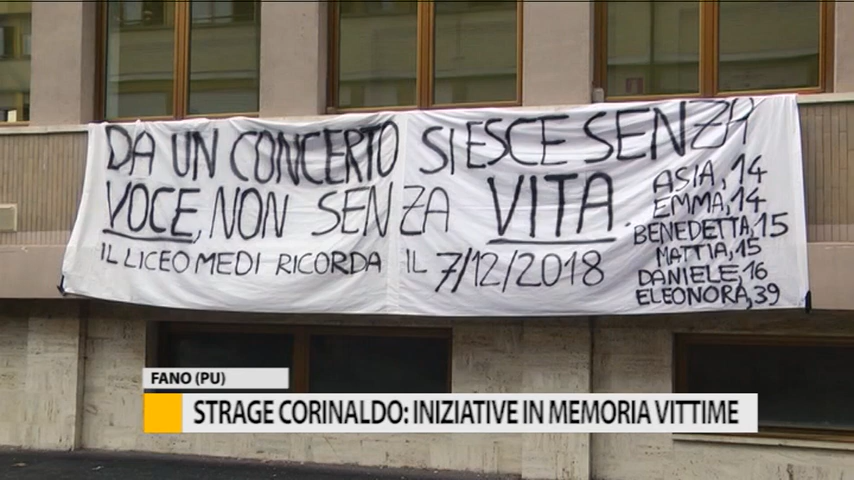 DA UN CONCERTO SI ESCE SENZA
VOCE, NON SENZA VITA.
IL LICEO MEDI RICORDA IL 7/12/2018
ASIA, 14
EMMA, 14
BENEDETTA, 15
MATTIA, 15
DANIELE, 16
ELEONORA, 39
FANO (PU)
STRAGE CORINALDO: INIZIATIVE IN MEMORIA VITTIME